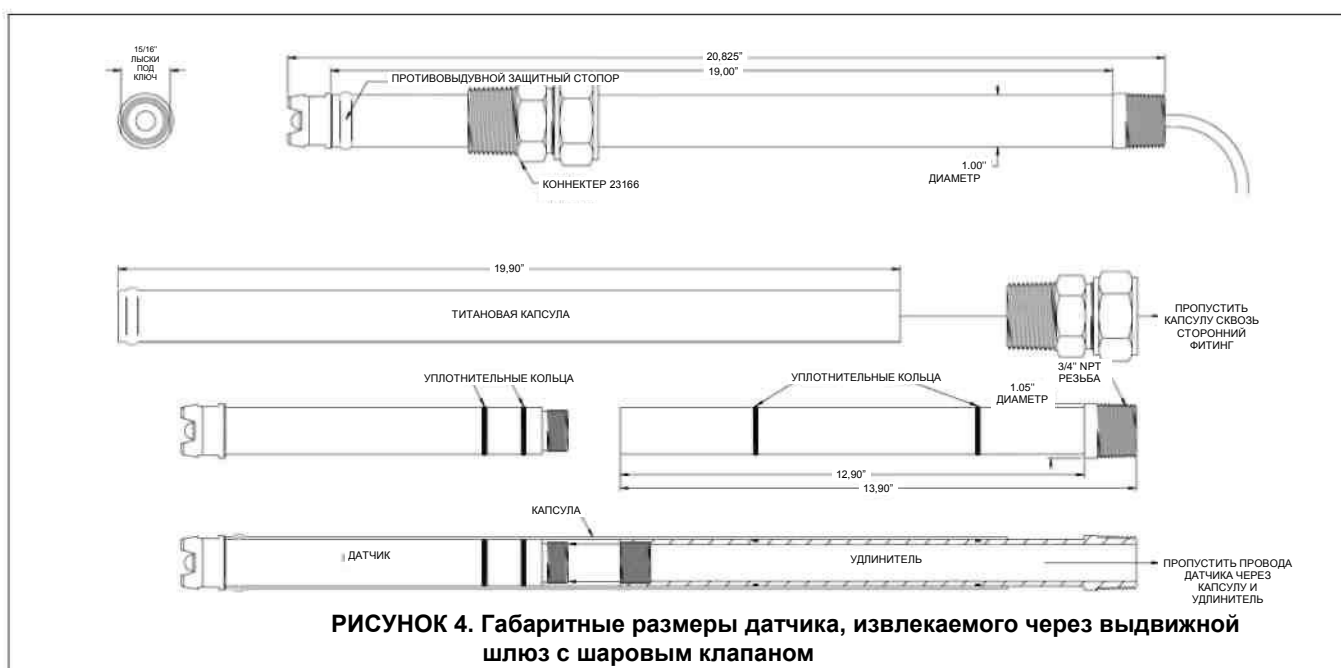 15/16"
ЛЫСКИ
ПОД
КЛЮЧ
20,825"
19,00"
ПРОТИВОВЫДУВНОЙ ЗАЩИТНЫЙ СТОПОР
1.00"
ДИАМЕТР
КОННЕКТЕР 23166
19,90"
ТИТАНОВАЯ КАПСУЛА
ПРОПУСТИТЬ
КАПСУЛУ СКВОЗЬ
СТОРОННИЙ
ФИТИНГ
3/4" NPT
РЕЗЬБА
УПЛОТНИТЕЛЬНЫЕ КОЛЬЦА
УПЛОТНИТЕЛЬНЫЕ КОЛЬЦА
1.05"
ДИАМЕТР
12,90"
13,90"
КАПСУЛА
ДАТЧИК
УДЛИНИТЕЛЬ
ПРОПУСТИТЬ ПРОВОДА
ДАТЧИКА ЧЕРЕЗ
КАПСУЛУ И
УДЛИНИТЕЛЬ
РИСУНОК 4. Габаритные размеры датчика, извлекаемого через выдвижной
шлюз с шаровым клапаном